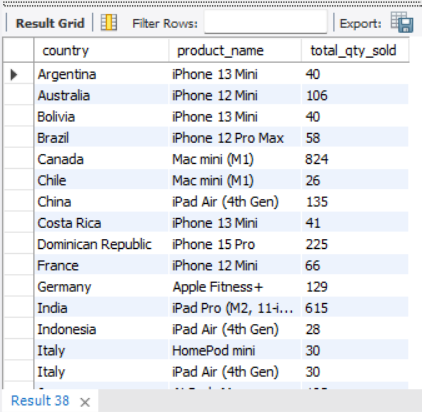 Result Grid Filter Rows: Export:
country product_name total_qty_sold
Argentina iPhone 13 Mini 40
Australia iPhone 12 Mini 106
Bolivia iPhone 13 Mini 40
Brazil iPhone 12 Pro Max 58
Canada Mac mini (M1) 824
Chile Mac mini (M1) 26
China iPad Air (4th Gen) 135
Costa Rica iPhone 13 Mini 41
Dominican Republic iPhone 15 Pro 225
France iPhone 12 Mini 66
Germany Apple Fitness+ 129
India iPad Pro (M2, 11-i... 615
Indonesia iPad Air (4th Gen) 28
Italy HomePod mini 30
Italy iPad Air (4th Gen) 30
Result 38